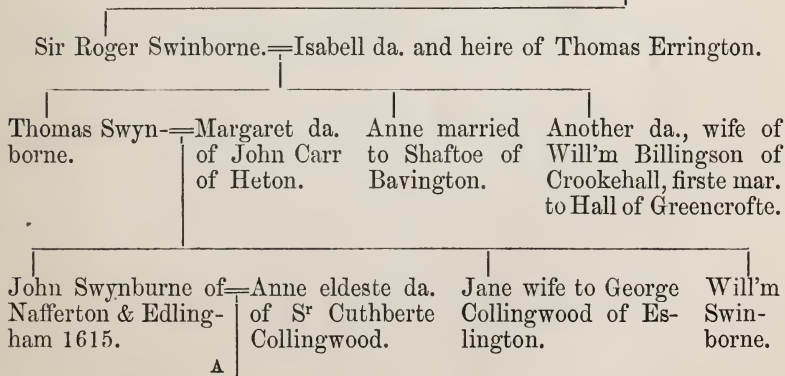 Sir Roger Swinborne.=Isabell da. and heire of Thomas Errington.
Thomas Swyn-
borne.
=Margaret da.
of John Carr
of Heton.
Anne married
to Shaftoe of
Bavington.
Another da., wife of
Will'm Billingson of
Crookehall, firste mar.
to Hall of Greencrofte.
John Swynburne of
Nafferton & Edling-
ham 1615.
=Anne eldeste da.
of Sr Cuthberte
Collingwood.
Jane wife to George
Collingwood of Es-
lington.
Will'm
Swin-
borne.
A